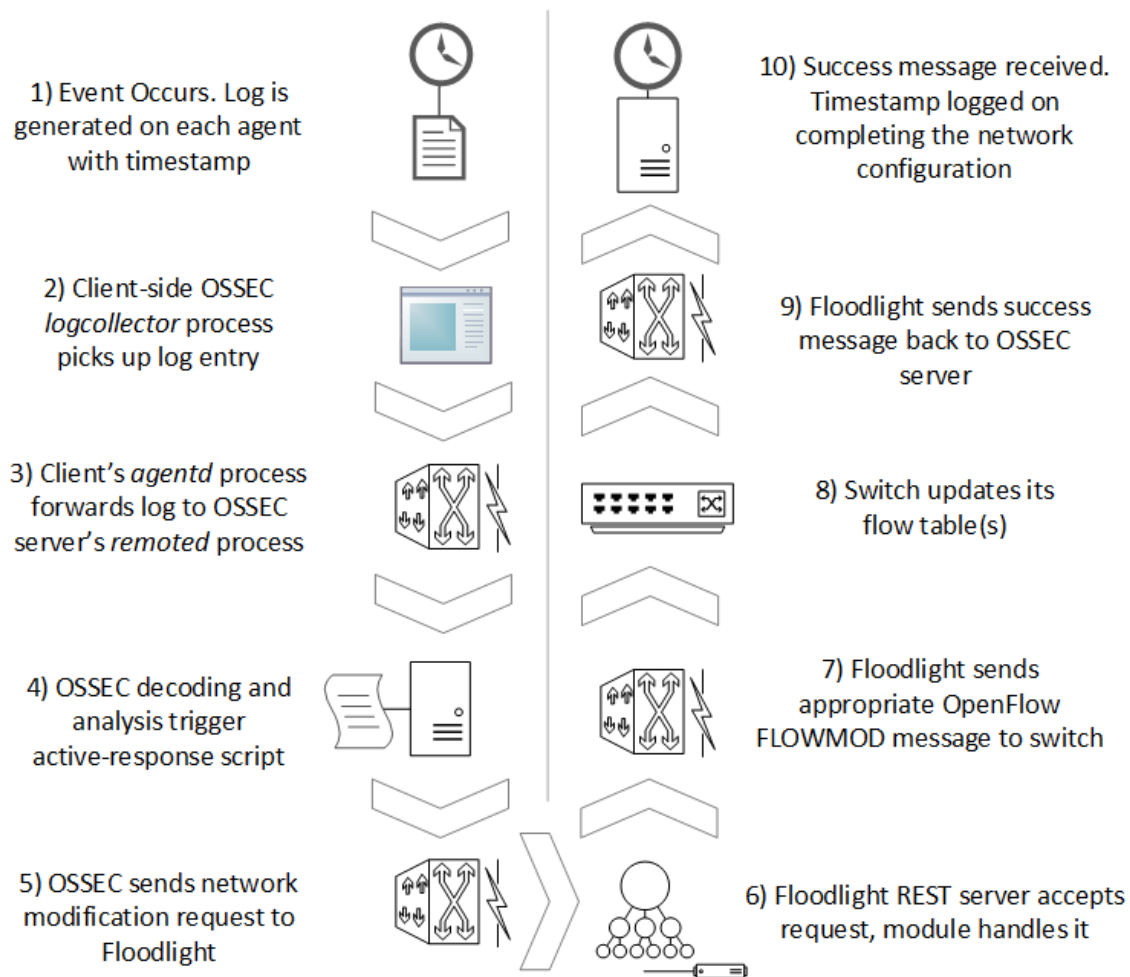 1) Event Occurs. Log is
generated on each agent
with timestamp
2) Client-side OSSEC
logcollector process
picks up log entry
3) Client’s agentd process
forwards log to OSSEC
server’s remoted process
4) OSSEC decoding and
analysis trigger
active-response script
5) OSSEC sends network
modification request to
Floodlight
6) Floodlight REST server accepts
request, module handles it
7) Floodlight sends
appropriate OpenFlow
FLOWMOD message to switch
8) Switch updates its
flow table(s)
9) Floodlight sends success
message back to OSSEC
server
10) Success message received.
Timestamp logged on
completing the network
configuration